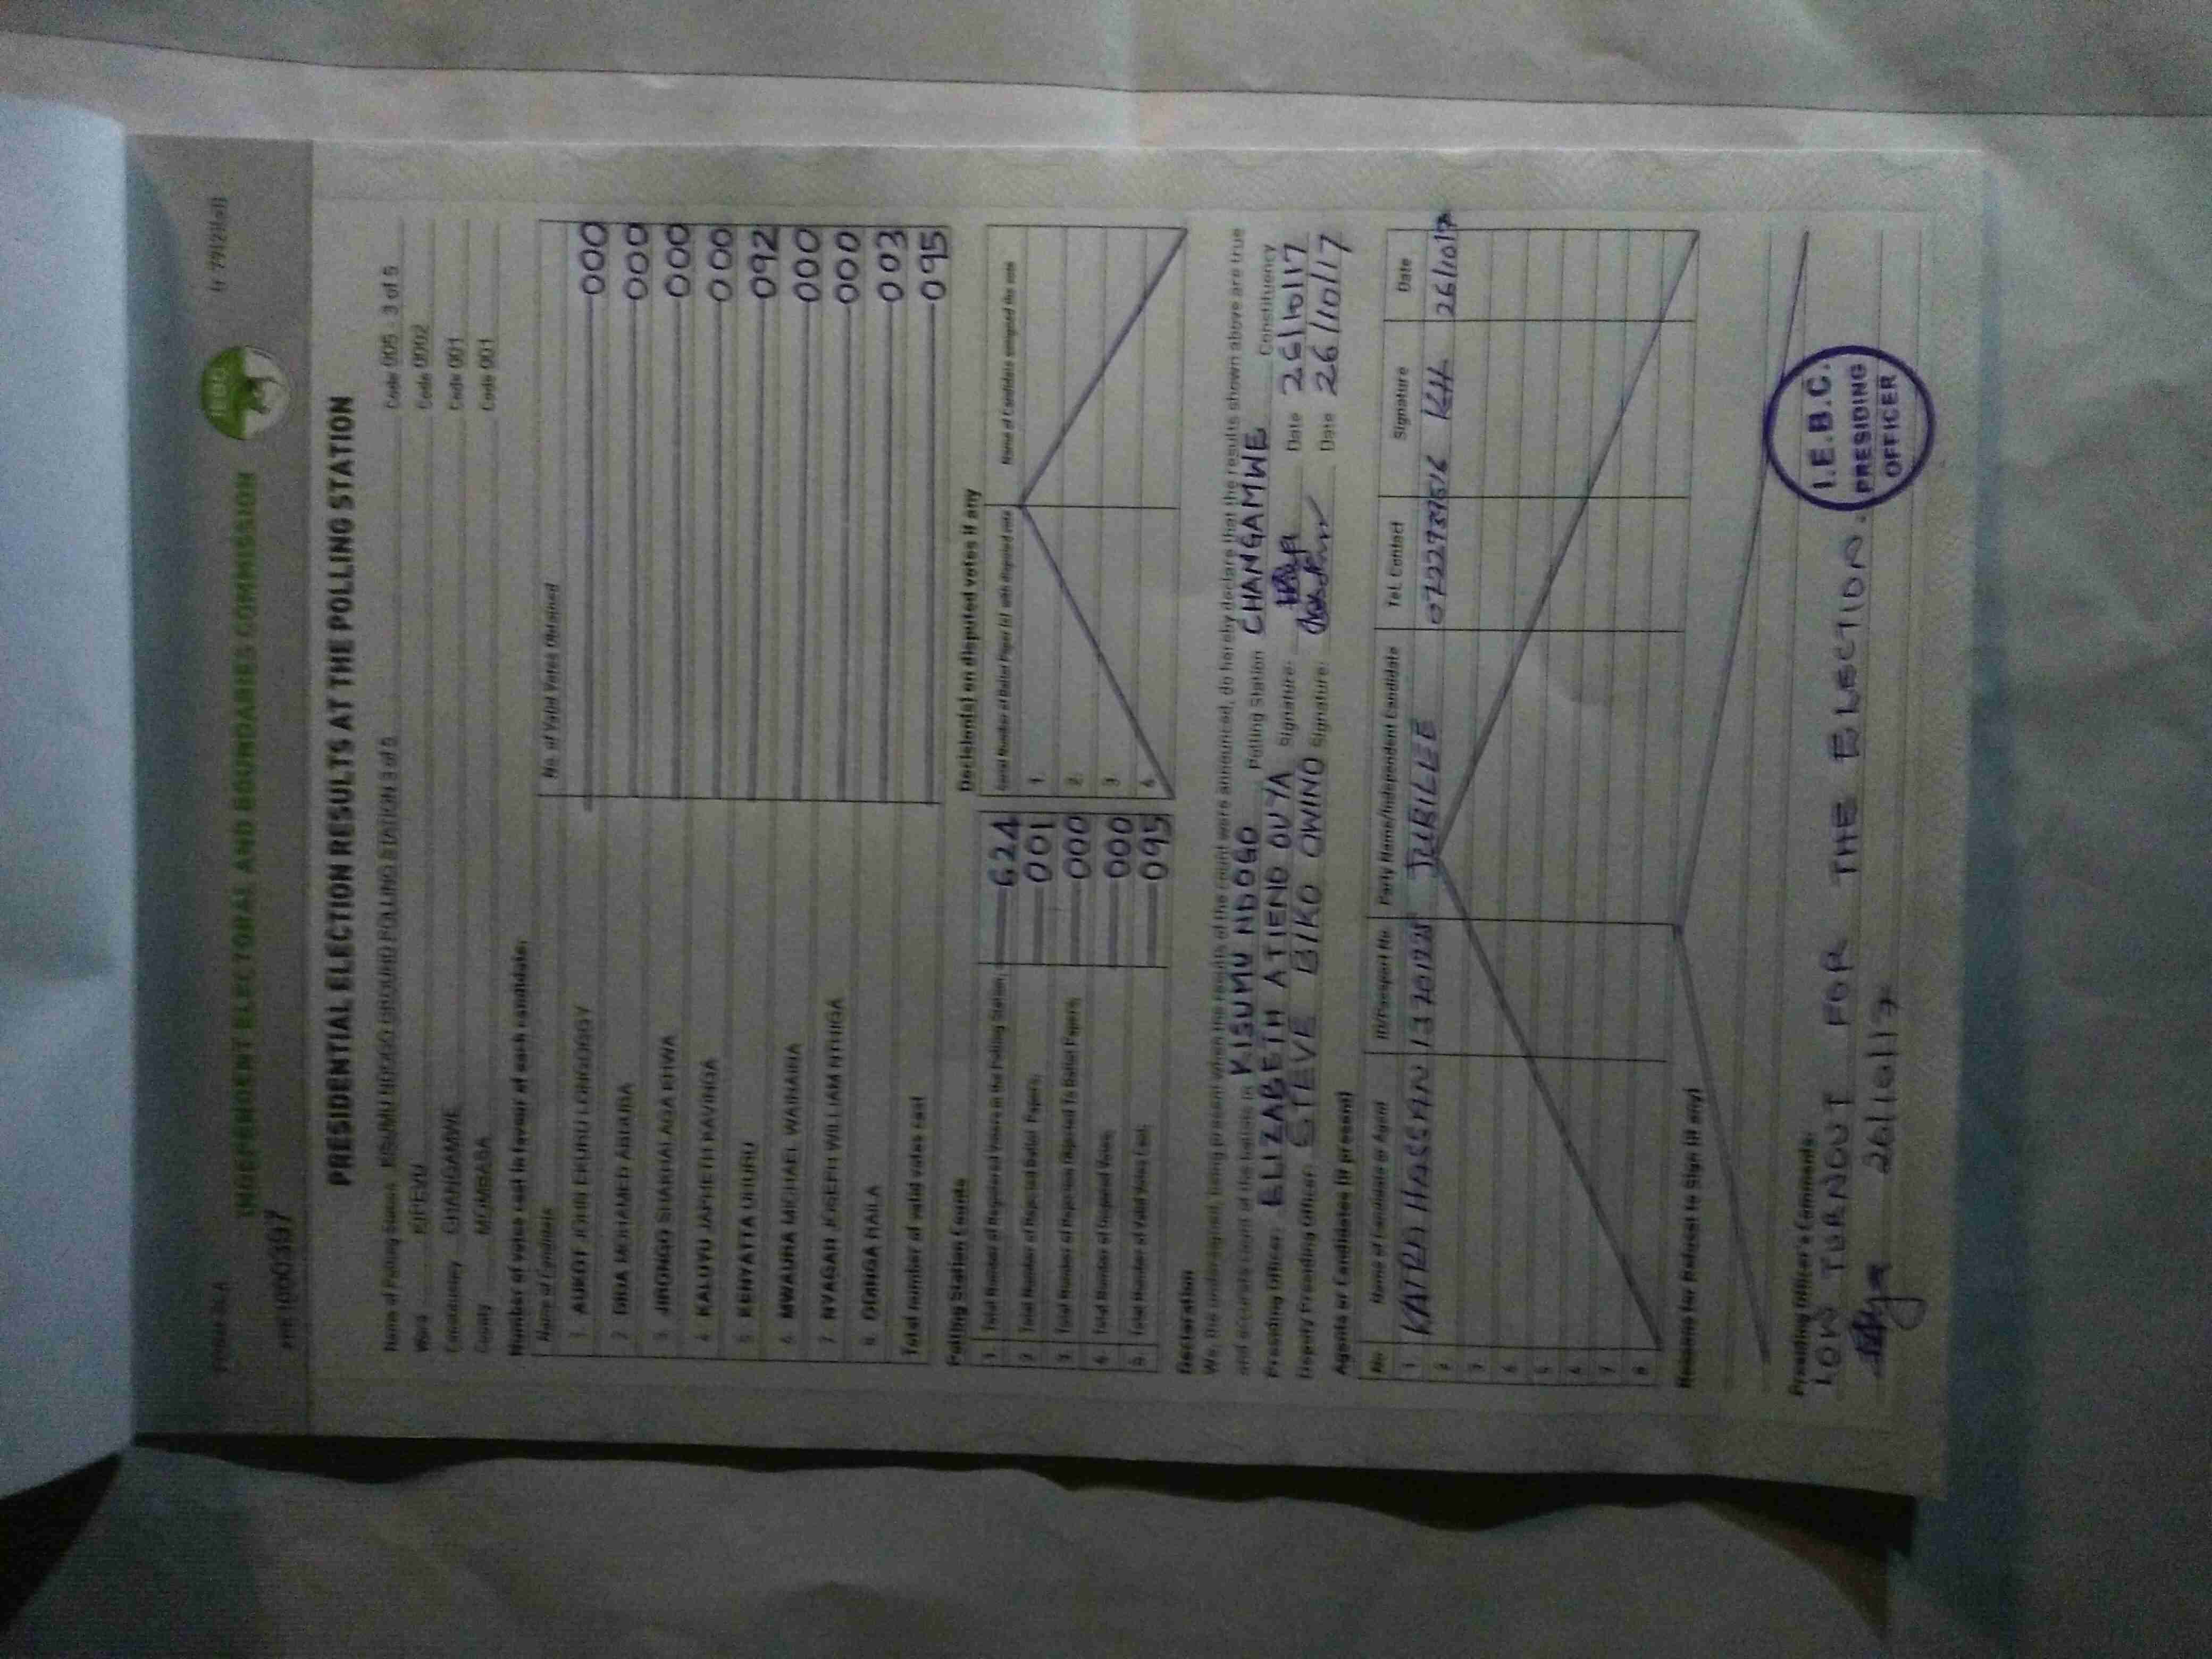 FORM 34A
(r 79(2)(a))
INDEPENDENT ELECTORAL AND BOUNDARIES COMMISSION
IEBC
PRESIDENTIAL ELECTION RESULTS AT THE POLLING STATION
Name of Polling Station KISUMU NDOGO GROUND POLLING STATION 3 of 5 Code 005 3 of 5
Ward KIPEVU Code 0002
Constituency CHANGAMWE Code 001
County MOMBASA Code 001
Number of votes cast in favour of each candidate:
Name of Candidate No. of Valid Votes Obtained
1 AUKOT JOHN EKURU LONGOGGY 000
2 DIDA MOHAMED ABDUBA 000
3 JIRONGO SHAKHALAGA KHWA 000
4 KALUYU JAPHETH KAVINGA 000
5 KENYATTA UHURU 092
6 MWAURA MICHAEL WAINAINA 000
7 NYAGAH JOSEPH WILLIAM NTHIGA 000
8 ODINGA RAILA 003
Total number of valid votes cast 095
Polling Station Counts
1. Total Number of Registered Voters in the Polling Station: 624
2 Total Number of Rejected Ballot Papers: 001
3 Total Number of Rejection Objected To Ballot Papers: 000
4 Total Number of Disputed Votes: 000
5 Total Number of Valid Votes Cast: 095
Decision(s) on disputed votes if any
Serial Number of Ballot Paper (s) with disputed vote Name of Candidate assigned the vote
1
2
3
4
Declaration
We, the undersigned, being present when the results of the count were announced, do hereby declare that the results shown above are true
and accurate count of the ballots in KISUMU NDOGO Polling Station CHANGAMWE Constituency
Presiding Officer: ELIZABETH ATIENO OUYA Signature: Date 26/10/17
Deputy Presiding Officer: STEVE BIKO OWINO Signature: Date 26/10/17
Agents or Candidates (if present)
No. Name of Candidate or Agent ID/Passport No. Party Name/Independent Candidate Tel. Contact Signature Date
1 HASSAN JUBILEE KH 26/10/17
2
3
4
5
6
7
8
Reasons for Refusal to Sign (if any)
Presiding Officer's Comments:
LOW TURNOUT FOR THE ELECTION.
26/10/17
I.E.B.C.
PRESIDING
OFFICER